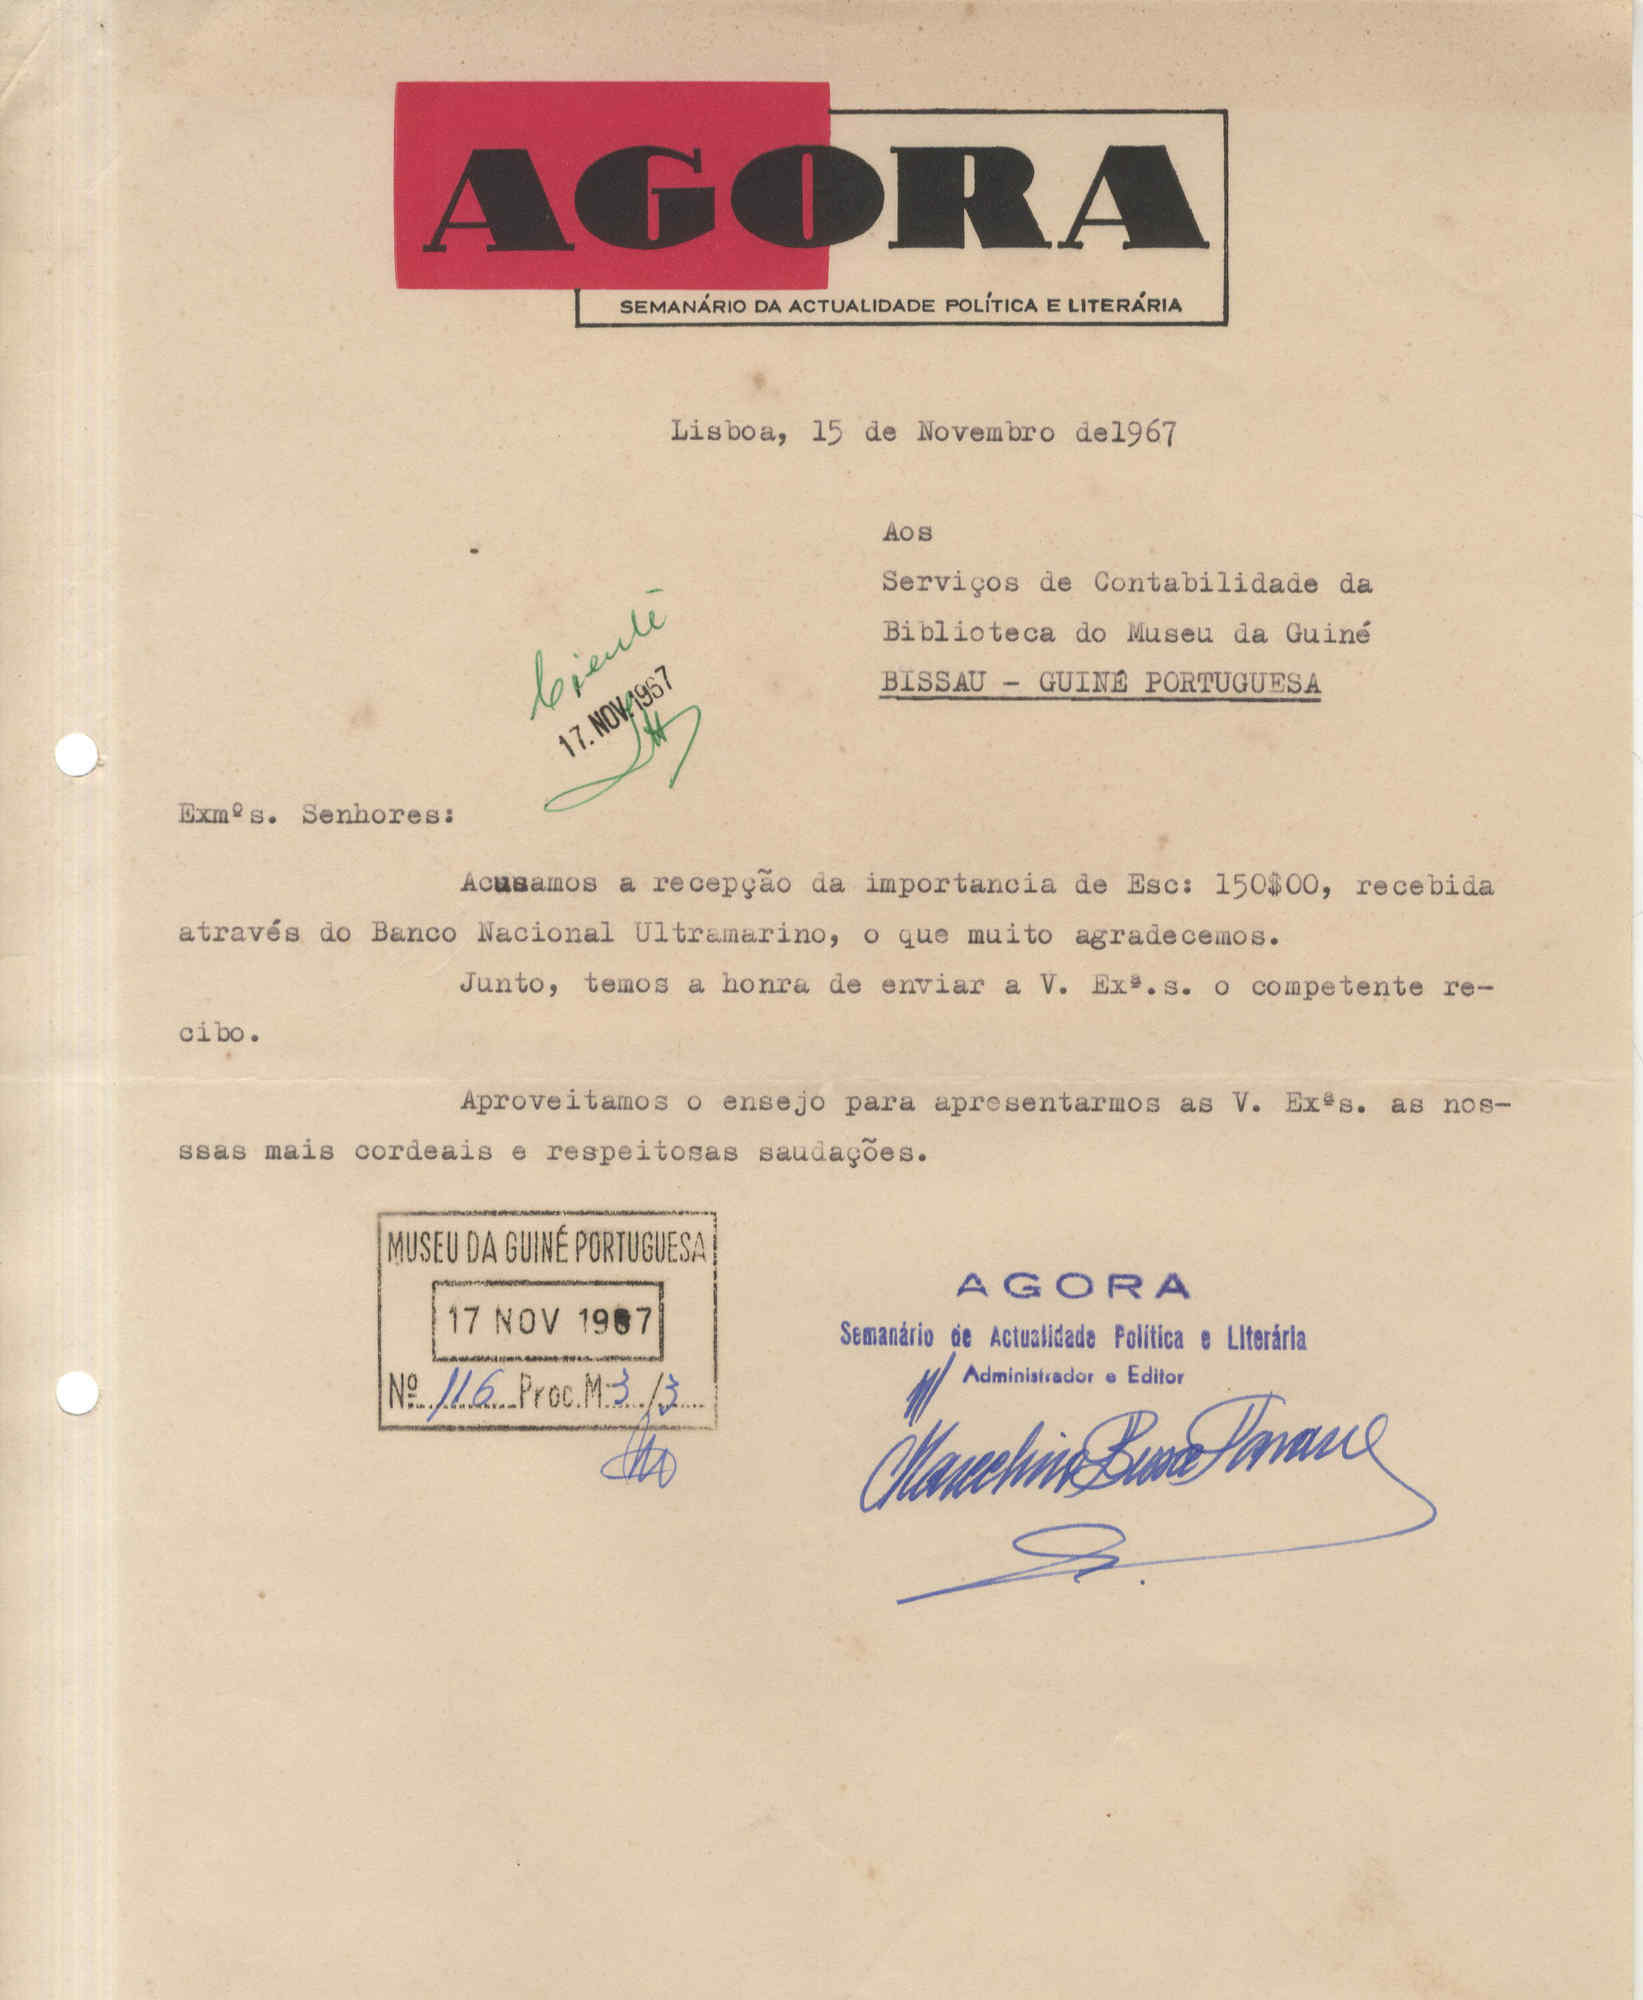 AGORA
SEMANÁRIO DA ACTUALIDADE POLÍTICA E LITERÁRIA
Lisboa, 15 de Novembro de1967
Aos
Serviços de Contabilidade da
Biblioteca do Museu da Guiné
BISSAU - GUINÉ PORTUGUESA
Ciente
17. NOV. 1967
Exmºs. Senhores:
Acusamos a recepção da importancia de Esc: 150$00, recebida
através do Banco Nacional Ultramarino, o que muito agradecemos.
Junto, temos a honra de enviar a V. Exª.s. o competente re-
cibo.
Aproveitamos o ensejo para apresentarmos as V. Exªs. as nos-
ssas mais cordeais e respeitosas saudações.
MUSEU DA GUINÉ PORTUGUESA
17 NOV 1967
Nº 116 Proc. M 3/3
AGORA
Semanário de Actualidade Política e Literária
Administrador e Editor